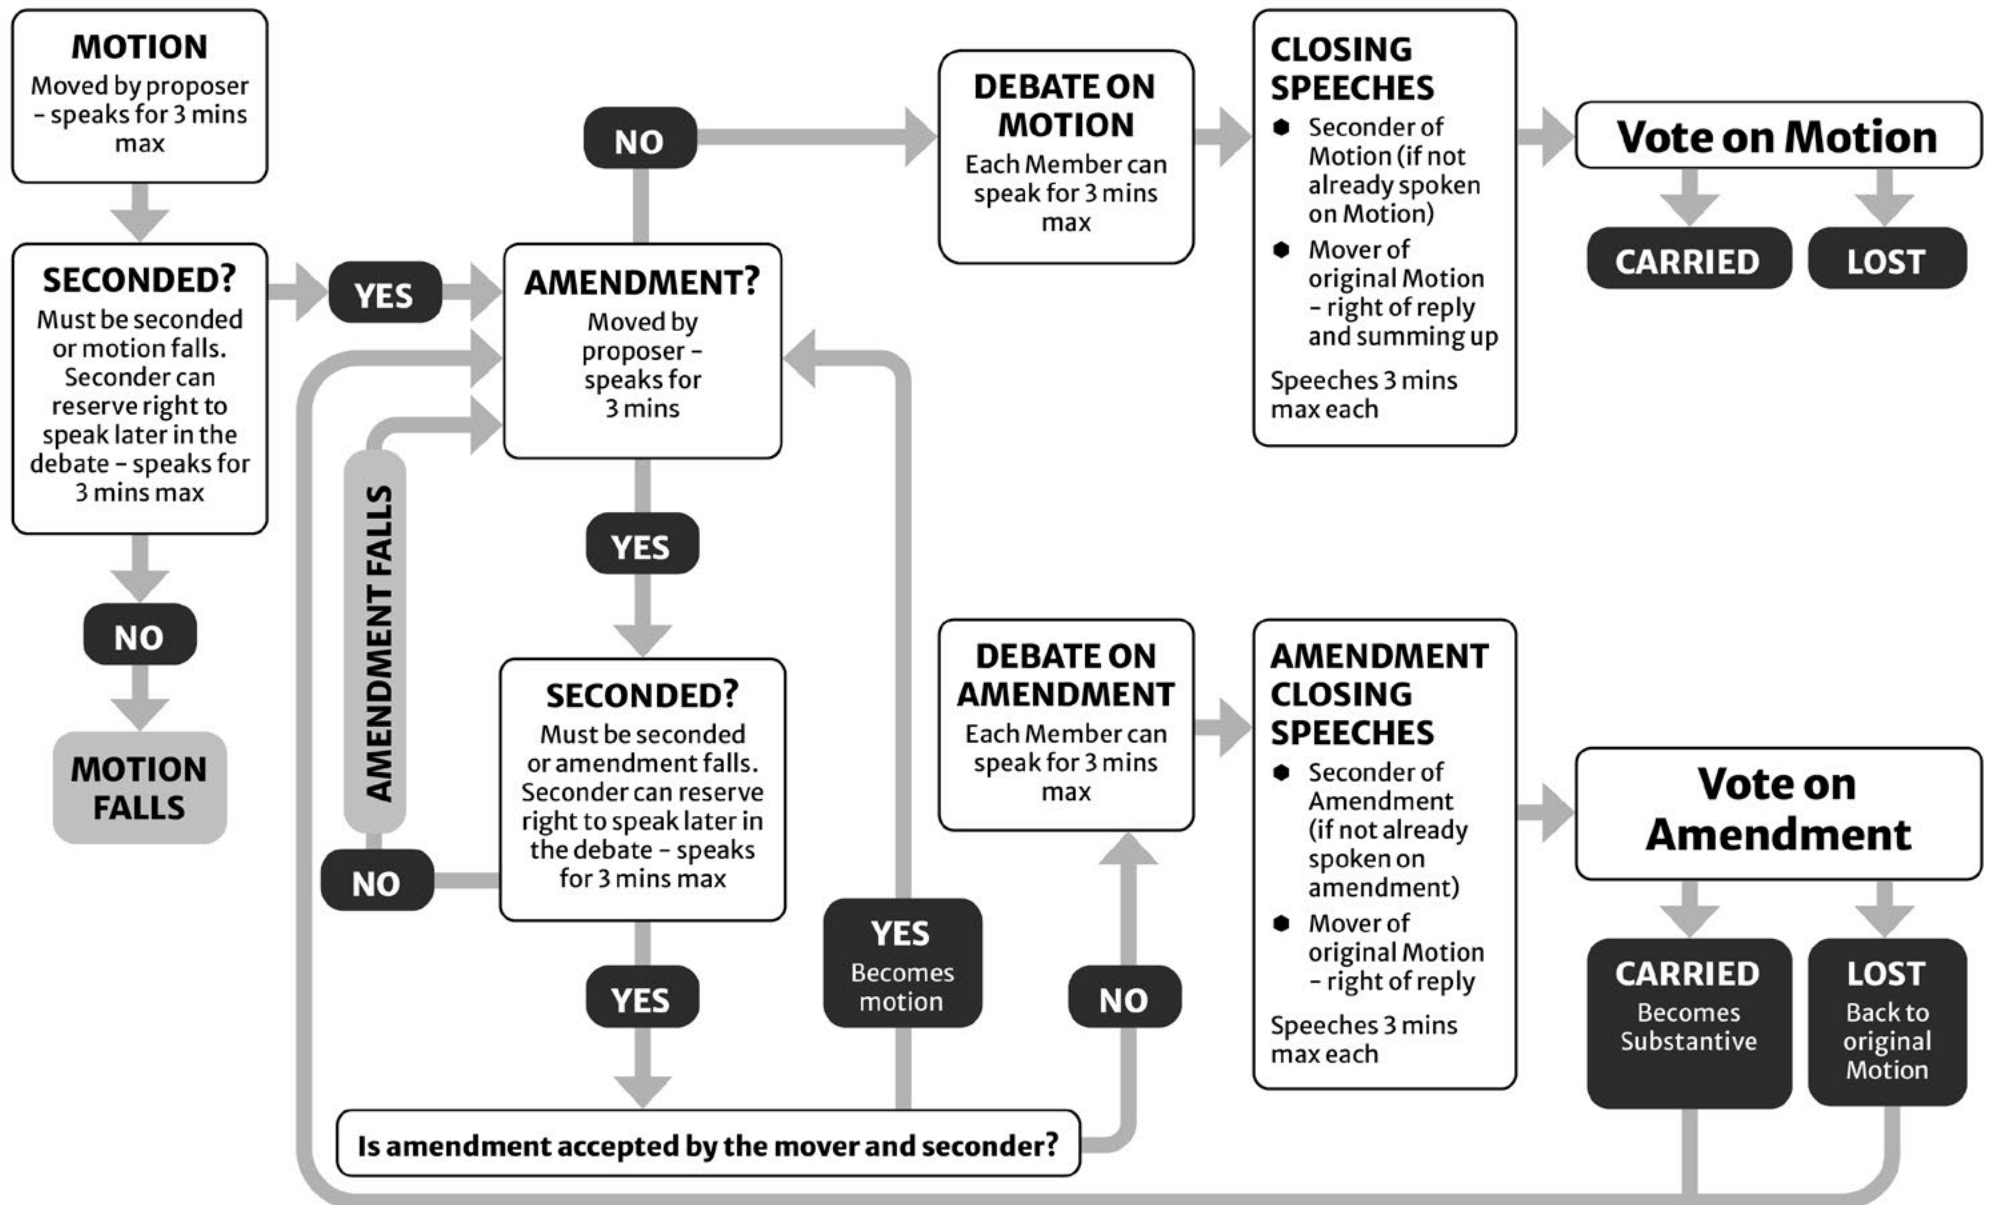 MOTION
Moved by proposer
– speaks for 3 mins
max
SECONDED?
Must be seconded
or motion falls.
Seconder can
reserve right to
speak later in the
debate – speaks for
3 mins max
NO
MOTION
FALLS
YES
AMENDMENT?
Moved by
proposer –
speaks for
3 mins
NO
DEBATE ON
MOTION
Each Member can
speak for 3 mins
max
CLOSING
SPEECHES
Seconder of
Motion (if not
already spoken
on Motion)
Mover of
original Motion
– right of reply
and summing up
Speeches 3 mins
max each
Vote on Motion
CARRIED
LOST
YES
SECONDED?
Must be seconded
or amendment falls.
Seconder can reserve
right to speak later in
the debate – speaks
for 3 mins max
NO
AMENDMENT FALLS
YES
Is amendment accepted by the mover and seconder?
YES
Becomes
motion
NO
DEBATE ON
AMENDMENT
Each Member can
speak for 3 mins
max
AMENDMENT
CLOSING
SPEECHES
Seconder of
Amendment
(if not already
spoken on
amendment)
Mover of
original Motion
– right of reply
Speeches 3 mins
max each
Vote on
Amendment
CARRIED
Becomes
Substantive
LOST
Back to
original
Motion